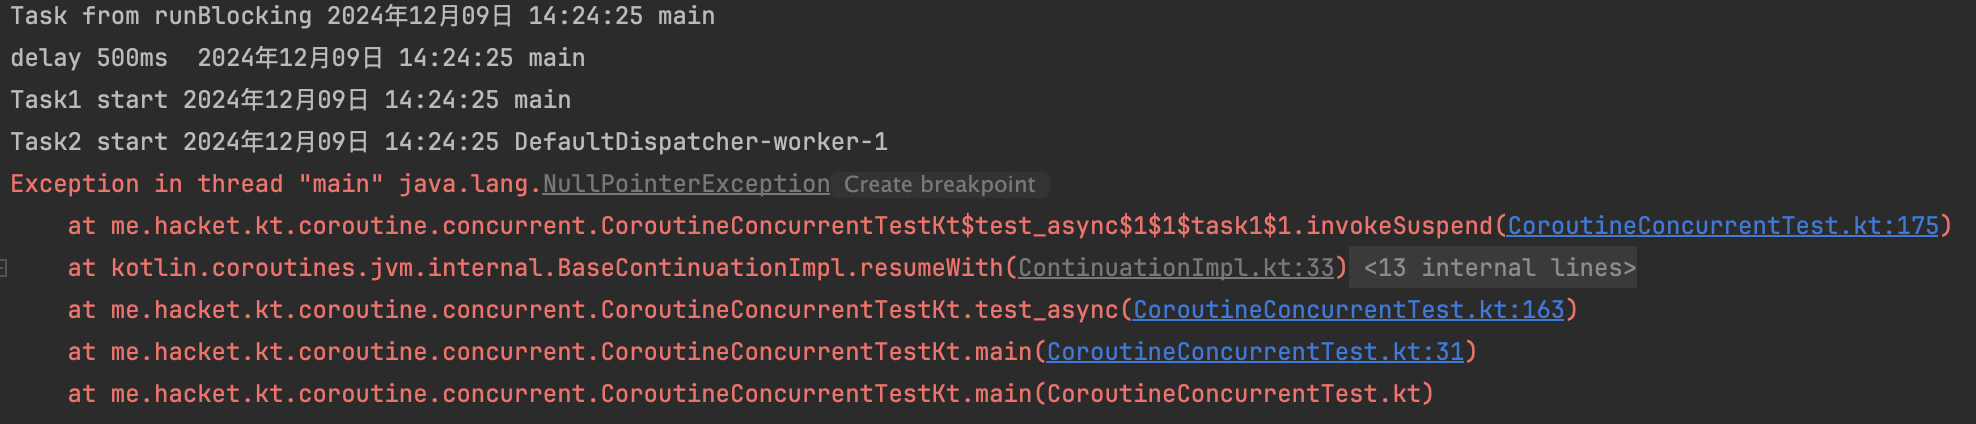 Task from runBlocking 2024年12月09日 14:24:25 main
delay 500ms  2024年12月09日 14:24:25 main
Task1 start 2024年12月09日 14:24:25 main
Task2 start 2024年12月09日 14:24:25 DefaultDispatcher-worker-1
Exception in thread "main" java.lang.NullPointerException Create breakpoint
    at me.hacket.kt.coroutine.concurrent.CoroutineConcurrentTestKt$test_async$1$1$task1$1.invokeSuspend(CoroutineConcurrentTest.kt:175)
    at kotlin.coroutines.jvm.internal.BaseContinuationImpl.resumeWith(ContinuationImpl.kt:33) <13 internal lines>
    at me.hacket.kt.coroutine.concurrent.CoroutineConcurrentTestKt.test_async(CoroutineConcurrentTest.kt:163)
    at me.hacket.kt.coroutine.concurrent.CoroutineConcurrentTestKt.main(CoroutineConcurrentTest.kt:31)
    at me.hacket.kt.coroutine.concurrent.CoroutineConcurrentTestKt.main(CoroutineConcurrentTest.kt)